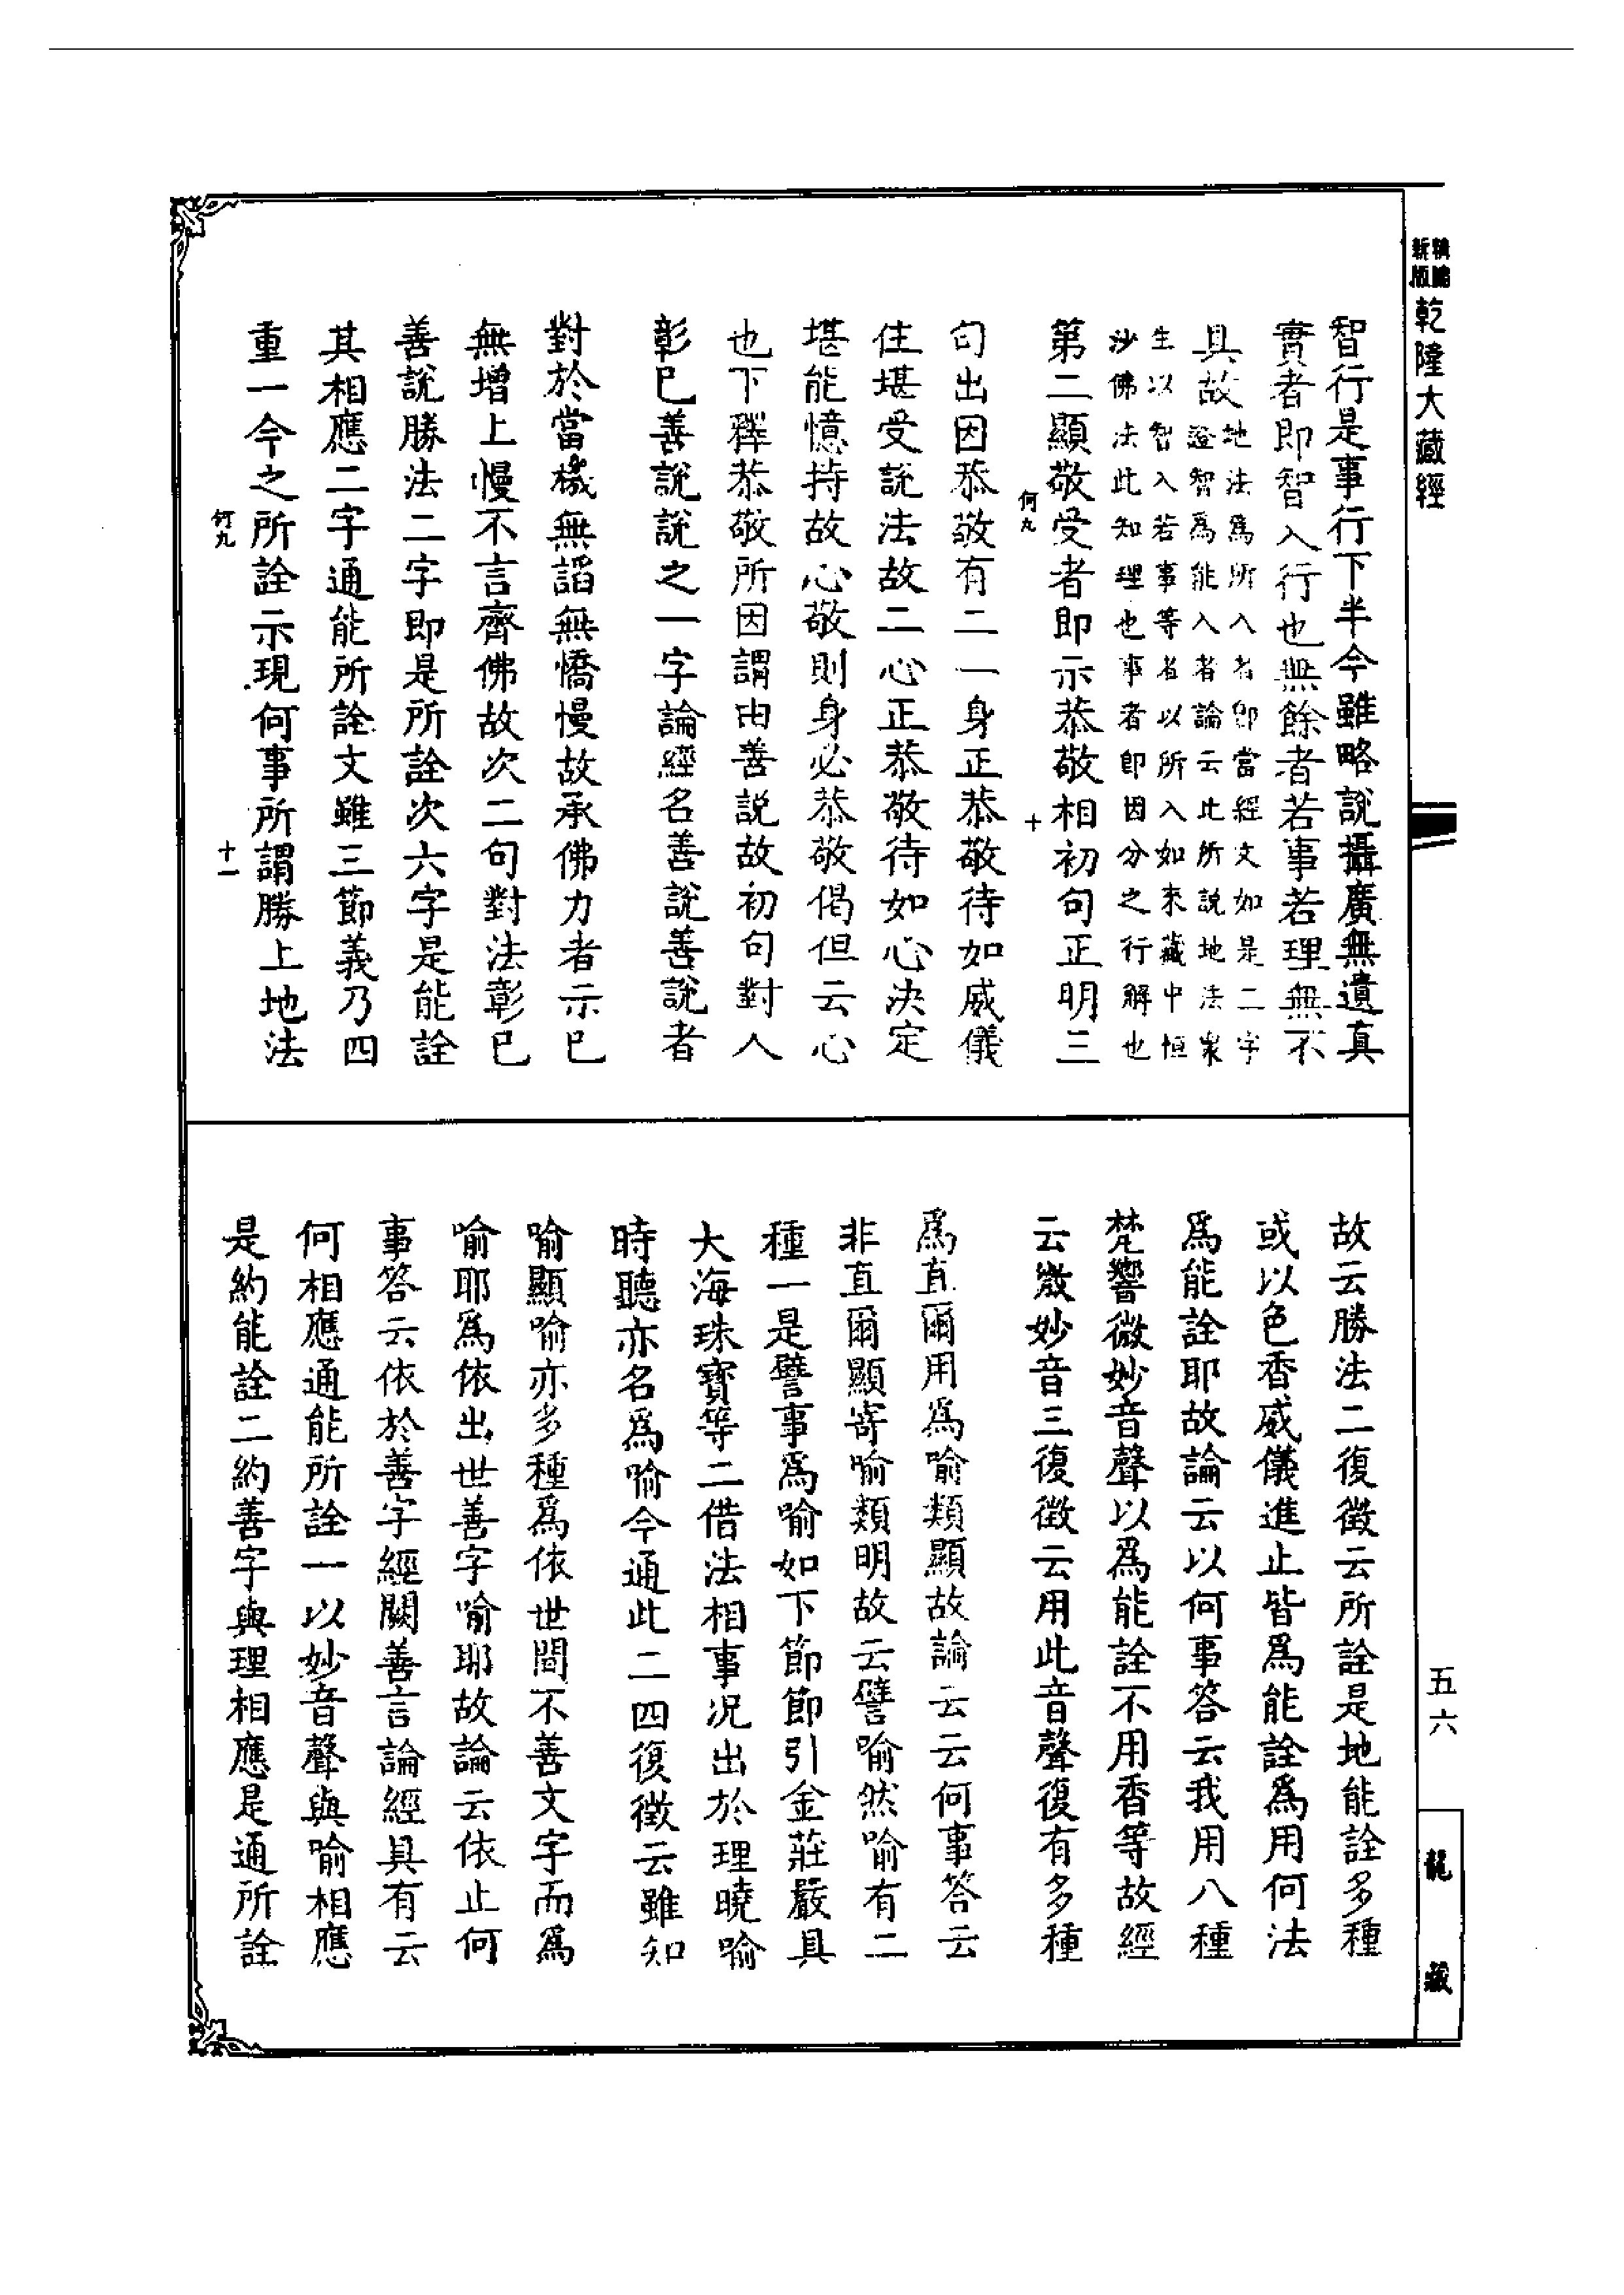 新編
新版
乾隆大藏經
智行是事行下半今雖略說攝廣無遺真
實者即智入行也無餘者若事若理無不
具故
地法為所入者卽當經文如是二字
證智為能入者論云此所說地法眾
生以智入若事等者以所入如來藏中恒
沙佛法此知理也事者即因分之行解也
第二顯敬受者即示恭敬相初句正明三
何九
十
句出因恭敬有二一身正恭敬待如威儀
住堪受說法故二心正恭敬待如心決定
堪能憶持故心敬則身必恭敬偈但云心
也下釋恭敬所因謂由善說故初句對人
彰已善說說之一字論經名善說善說者
對於當機無諂無憍慢故承佛力者示已
無增上慢不言齊佛故次二句對法彰已
善說勝法二字即是所詮次六字是能詮
其相應二字通能所詮文雖三節義乃四
重一今之所詮示現何事所謂勝上地法
何九
十一
故云勝法二復徵云所詮是地能詮多種
或以色香威儀進止皆為能詮為用何法
為能詮耶故論云以何事答云我用八種
梵響微妙音聲以為能詮不用香等故經
云微妙音三復徵云用此音聲復有多種
為直爾用為喻類顯故論云云何事答云
非直爾顯寄喻類明故云譬喻然喻有二
種一是譬事為喻如下節節引金莊嚴具
大海珠寶等二借法相事況出於理曉喻
時聽亦名為喻今通此二四復徵云雖知
喻顯喻亦多種為依世間不善文字而為
喻耶為依出世善字喻耶故論云依止何
事答云依於善字經闕善言論經具有云
何相應通能所詮一以妙音聲與喻相應
是約能詮二約善字與理相應是通所詮
五六
龍藏